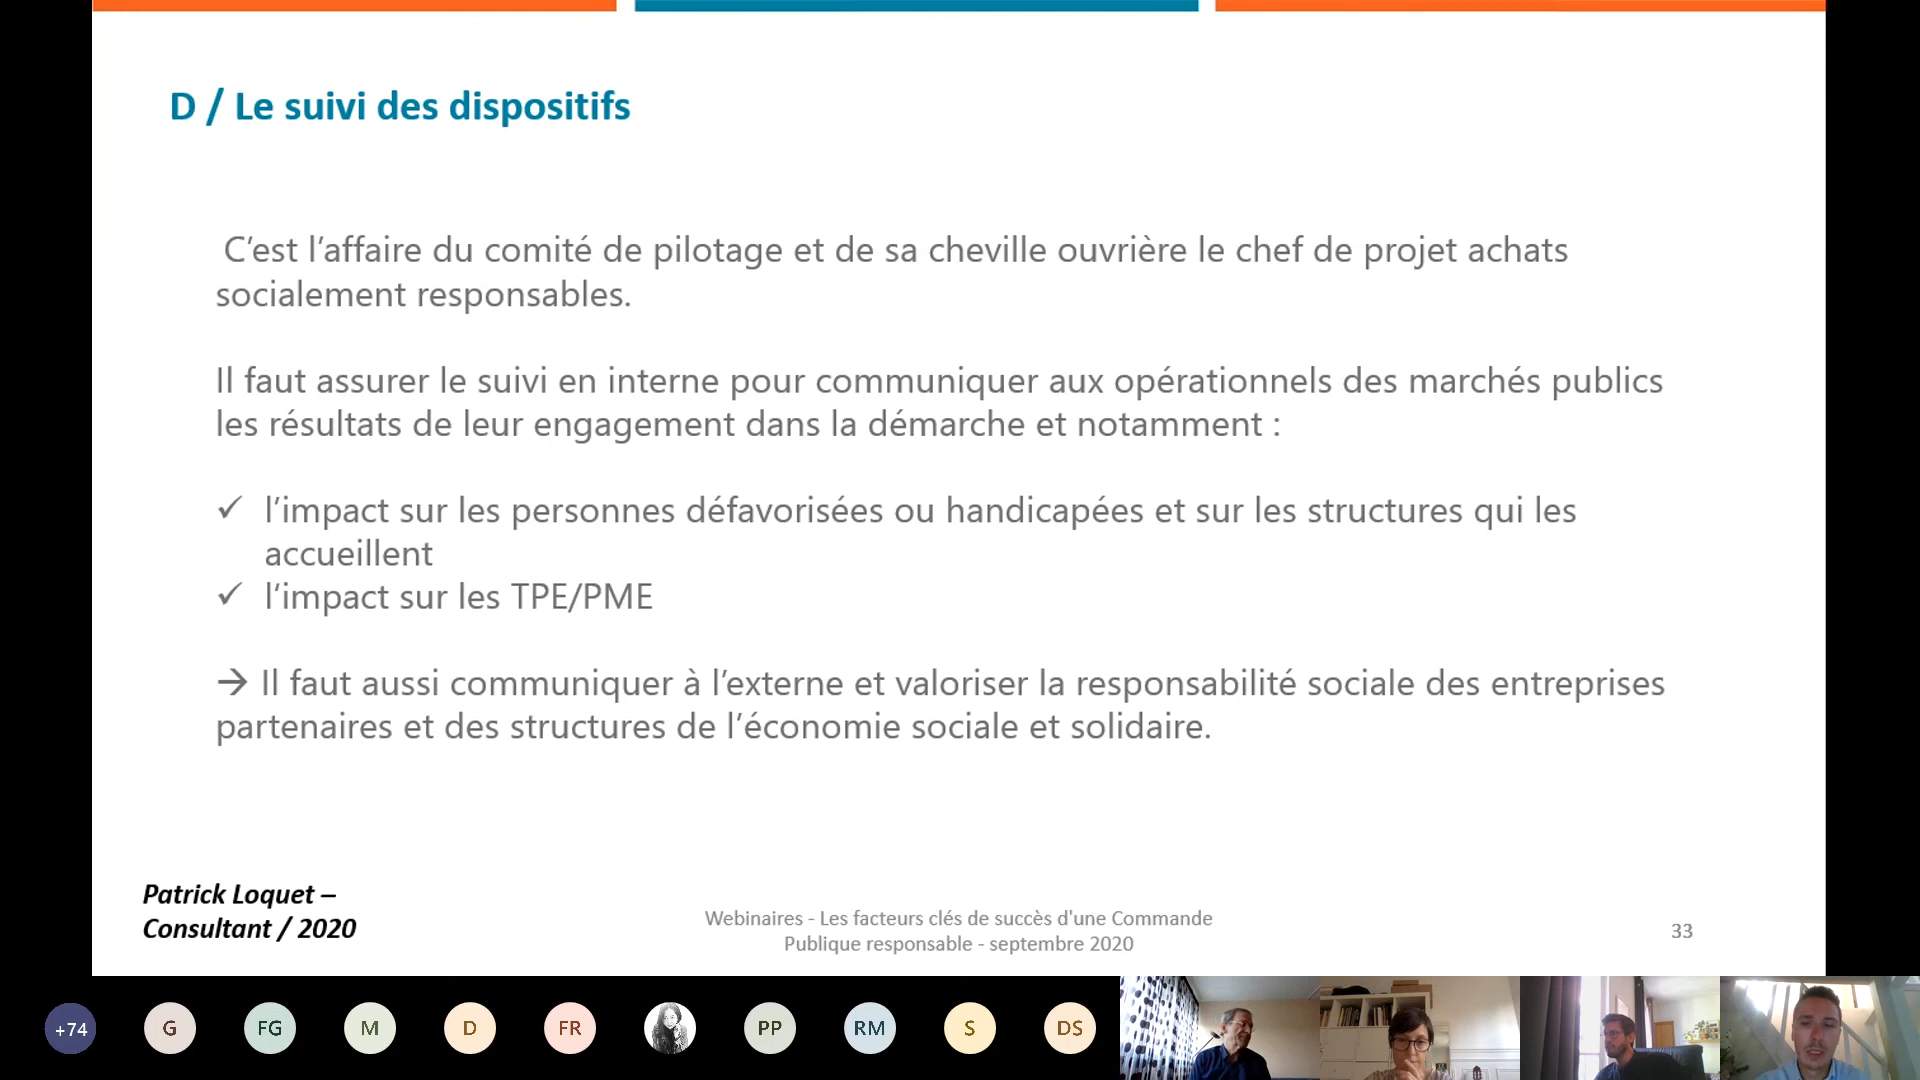 D / Le suivi des dispositifs
C’est l’affaire du comité de pilotage et de sa cheville ouvrière le chef de projet achats
socialement responsables.
Il faut assurer le suivi en interne pour communiquer aux opérationnels des marchés publics
les résultats de leur engagement dans la démarche et notamment :
✓ l’impact sur les personnes défavorisées ou handicapées et sur les structures qui les
accueillent
✓ l’impact sur les TPE/PME
→ Il faut aussi communiquer à l’externe et valoriser la responsabilité sociale des entreprises
partenaires et des structures de l’économie sociale et solidaire.
Patrick Loquet –
Consultant / 2020
Webinaires - Les facteurs clés de succès d'une Commande
Publique responsable - septembre 2020
33
+74 G FG M D FR PP RM S DS